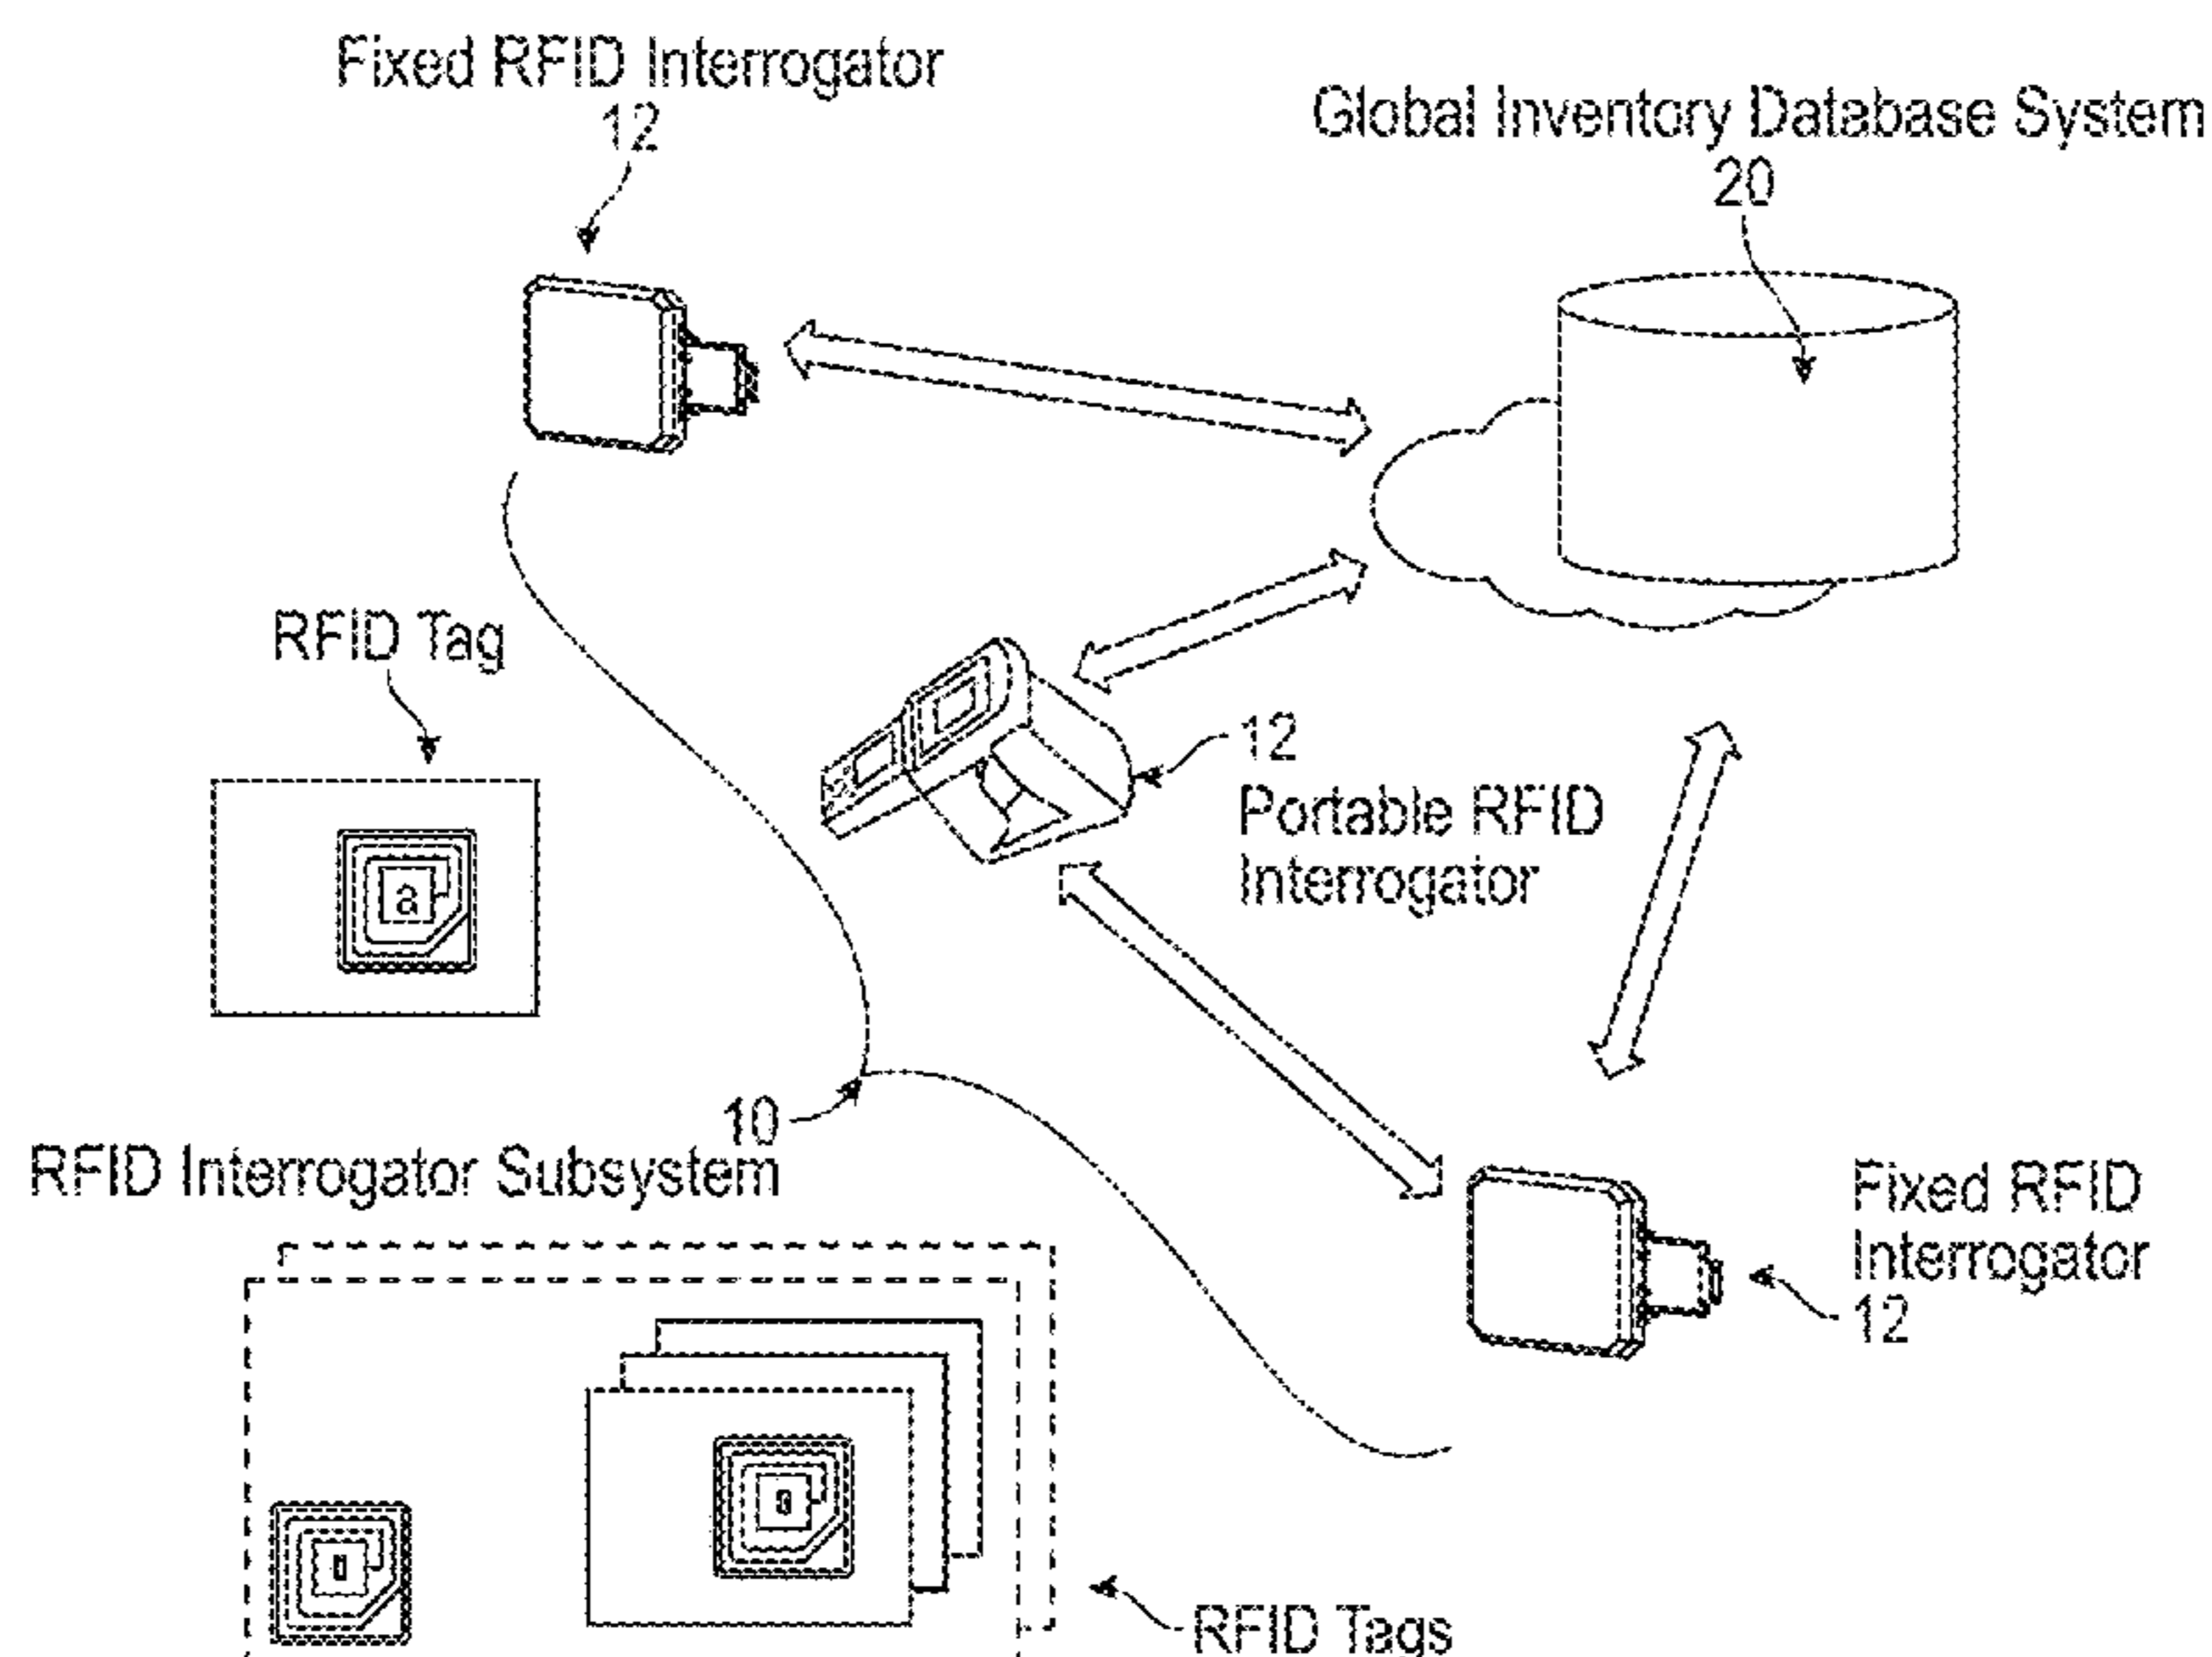 Fixed RFID Interrogator
12
Global Inventory Database System
20
RFID Tag
a
12
Portable RFID
Interrogator
10
RFID Interrogator Subsystem
Fixed RFID
Interrogator
12
RFID Tags